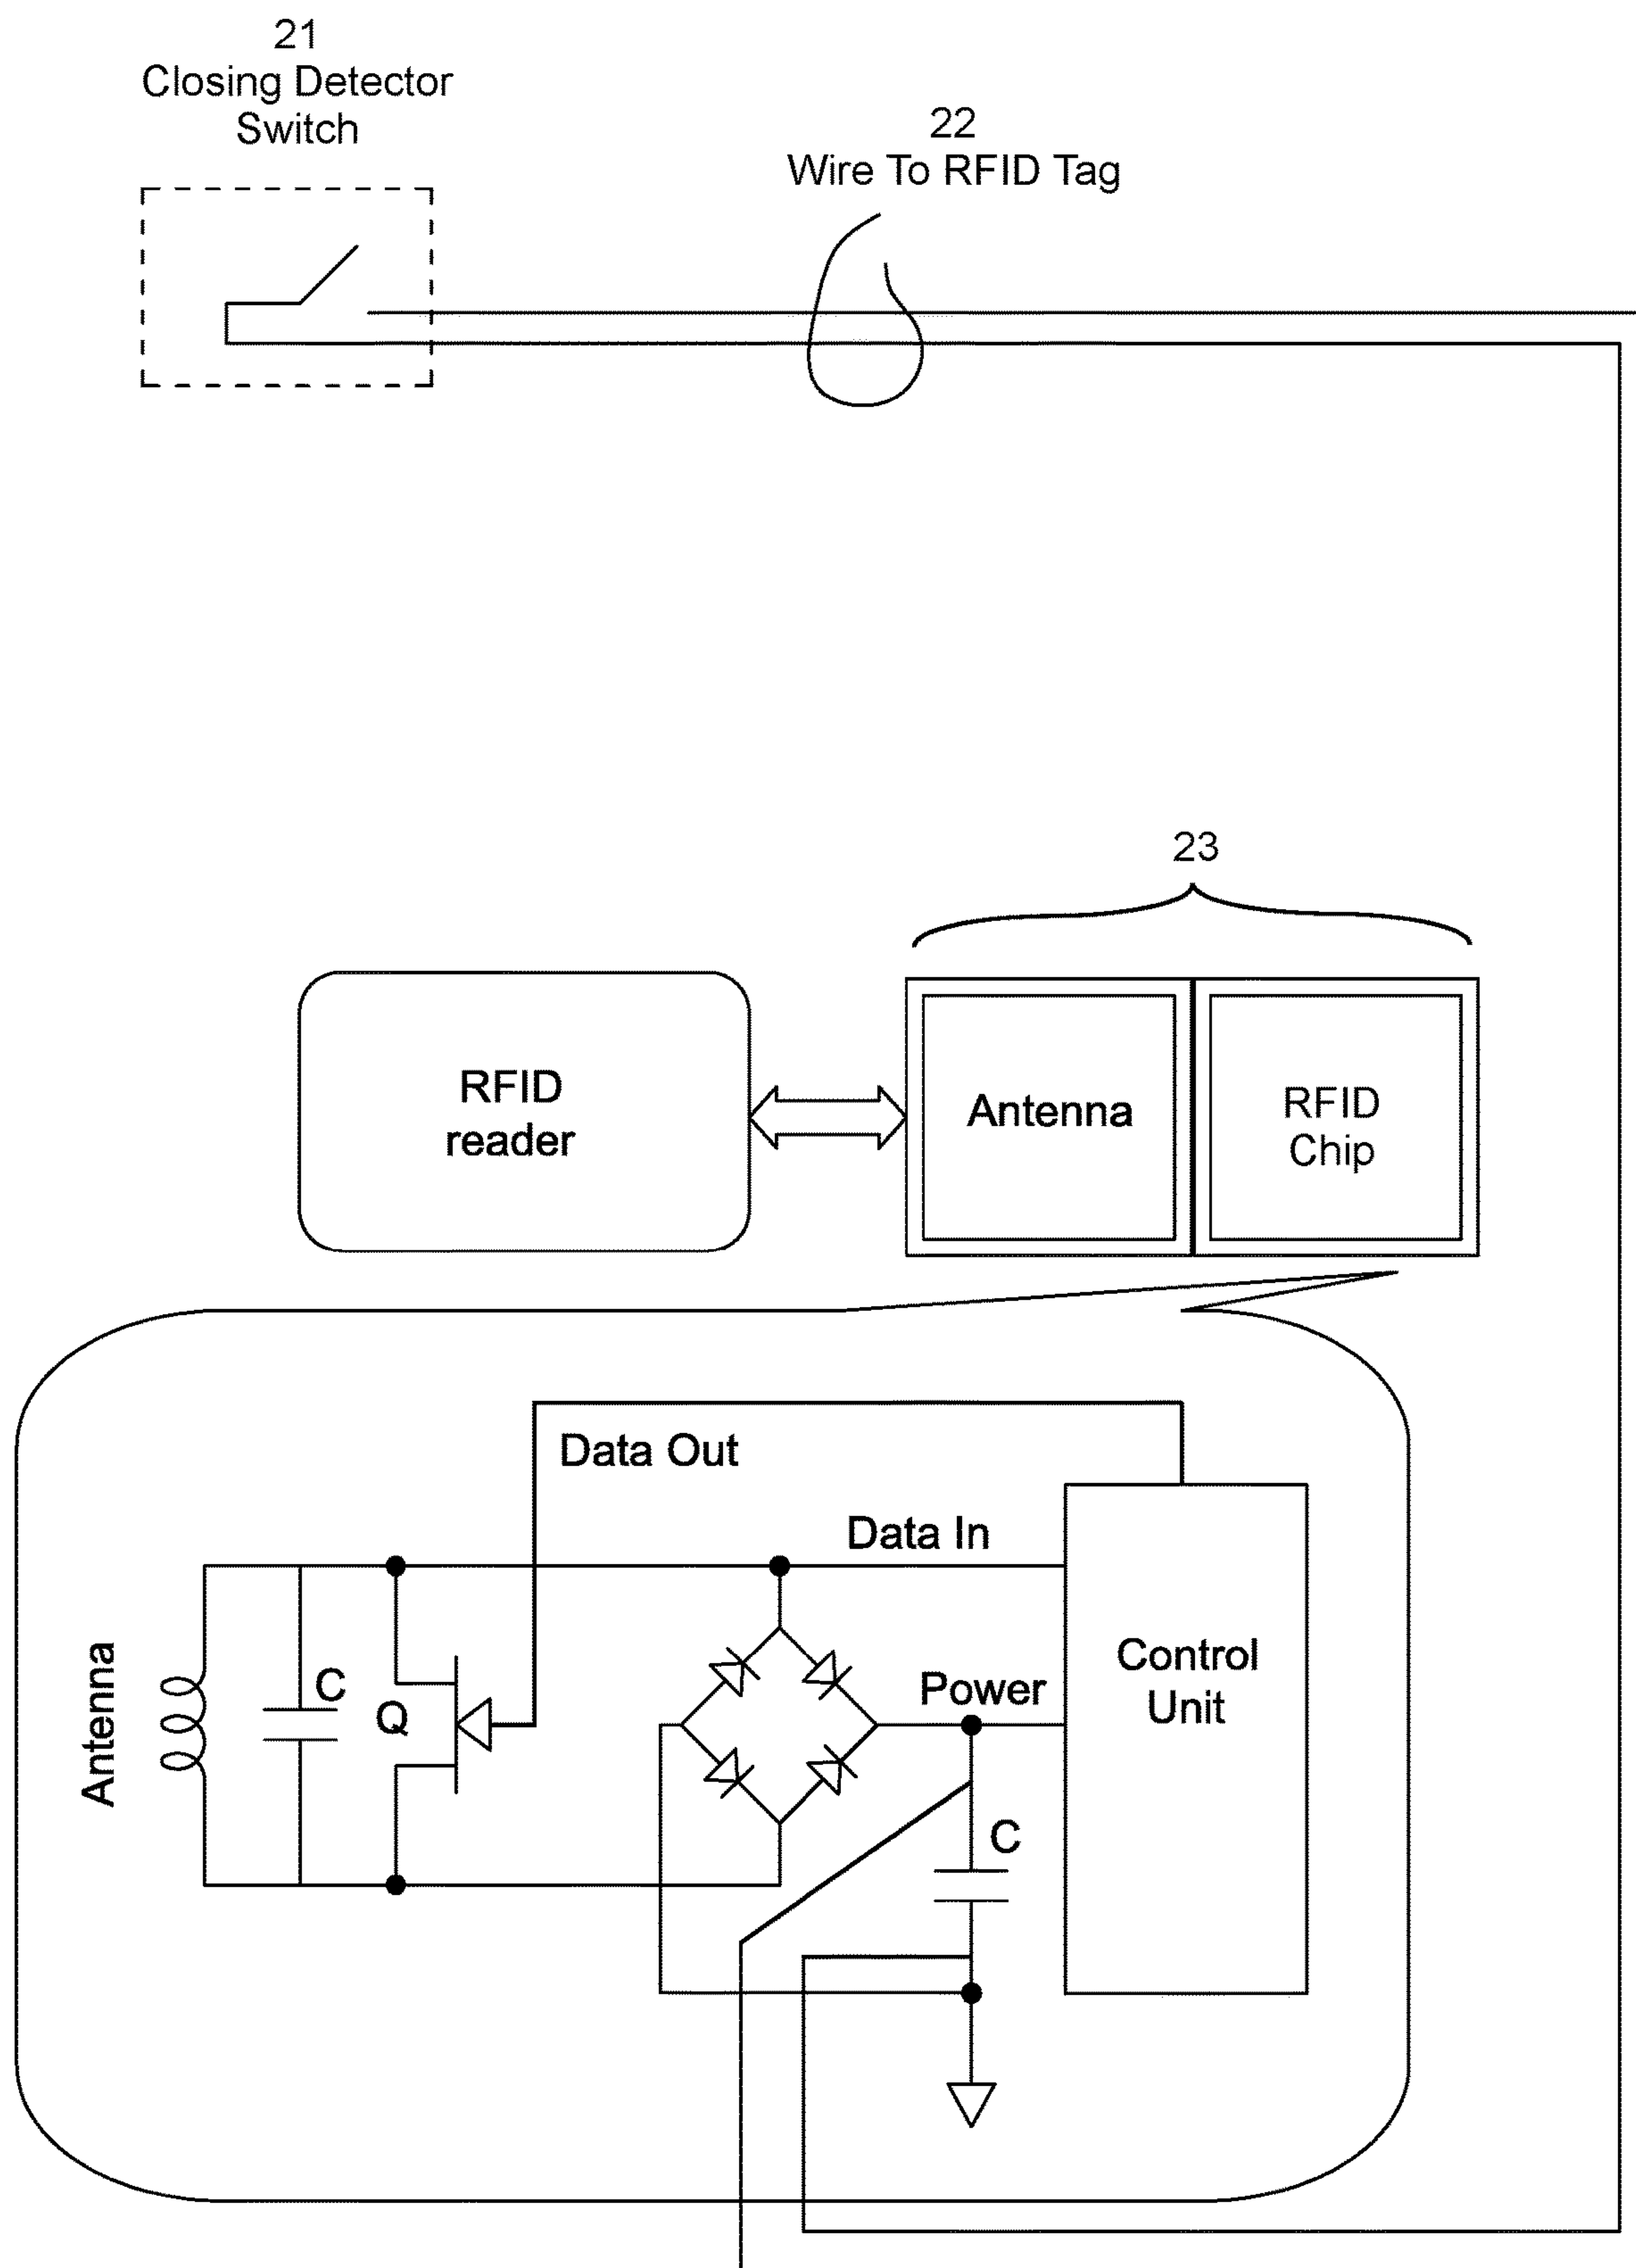 21
Closing Detector
Switch
22
Wire To RFID Tag
23
RFID
reader
Antenna
RFID
Chip
Data Out
Data In
Antenna
C
Q
Power
Control
Unit
C